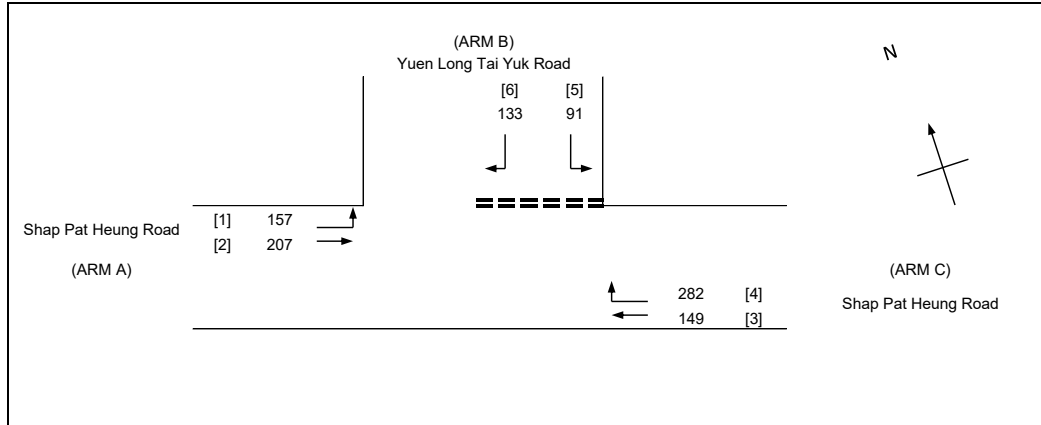 (ARM B)
Yuen Long Tai Yuk Road
N
[6] [5]
133 91
Shap Pat Heung Road
[1] 157
[2] 207
(ARM A)
(ARM C)
282 [4]
Shap Pat Heung Road
149 [3]